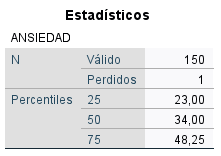 Estadísticos
ANSIEDAD
N Válido 150
Perdidos 1
Percentiles 25 23,00
50 34,00
75 48,25